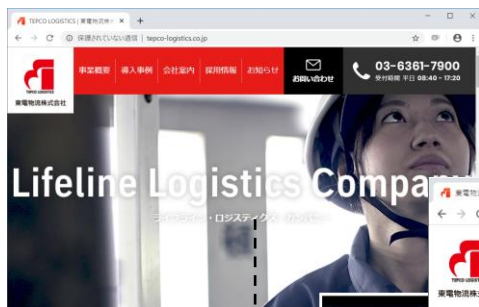 TEPCO LOGISTICS | 東電物流株
保護されていない通信 | tepco-logistics.co.jp
TEPCO LOGISTICS
東電物流株式会社
事業概要 導入事例 会社案内 採用情報 お知らせ
お問い合わせ
03-6361-7900
受付時間 平日 08:40 - 17:20
Lifeline Logistics Company
ライフライン・ロジスティクス・カンパニー
東電物
東電物流株式